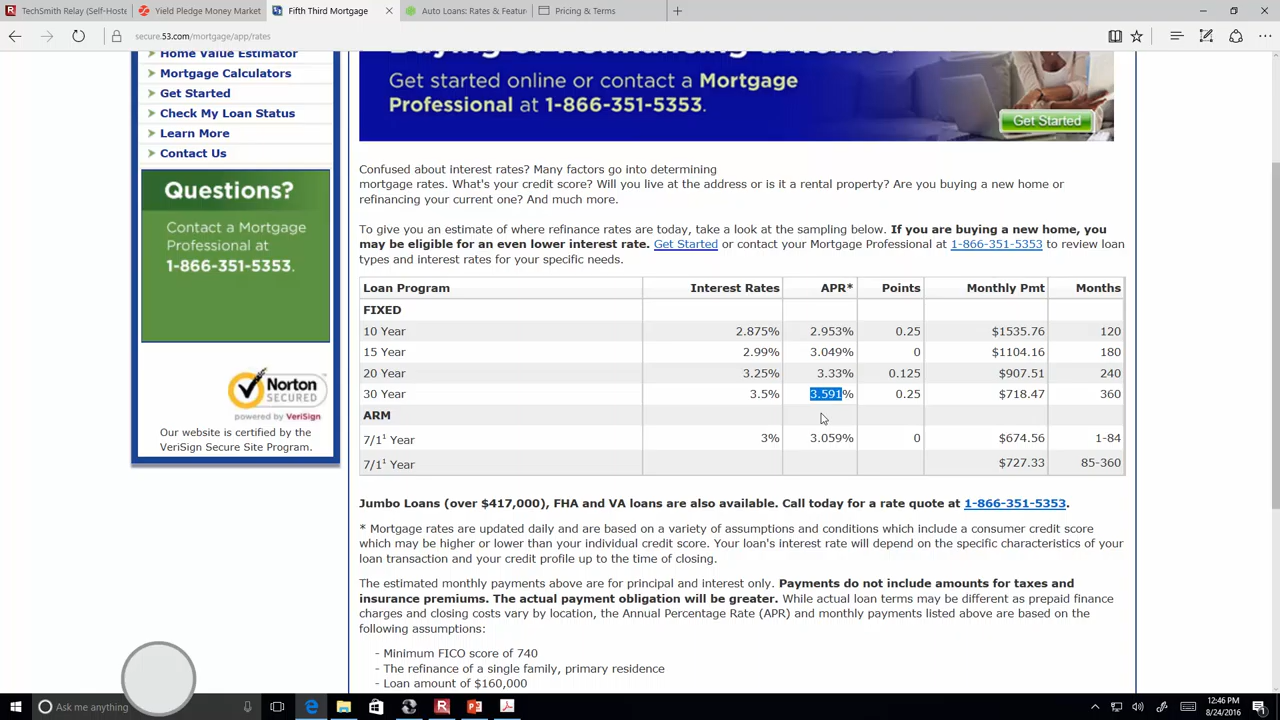 TechSmith Relay (Self-Host
Yield Pledge Money Market
Fifth Third Mortgage
Auto Loans: Rates & Feature
Pricing & Terms
secure.53.com/mortgage/app/rates
Home Value Estimator
Mortgage Calculators
Get Started
Check My Loan Status
Learn More
Contact Us
Questions?
Contact a Mortgage
Professional at
1-866-351-5353.
Norton
SECURED
powered by VeriSign
Our website is certified by the
VeriSign Secure Site Program.
Buying or Refinancing a Home?
Get started online or contact a Mortgage
Professional at 1-866-351-5353.
Get Started
Confused about interest rates? Many factors go into determining
mortgage rates. What's your credit score? Will you live at the address or is it a rental property? Are you buying a new home or
refinancing your current one? And much more.
To give you an estimate of where refinance rates are today, take a look at the sampling below. If you are buying a new home, you
may be eligible for an even lower interest rate. Get Started or contact your Mortgage Professional at 1-866-351-5353 to review loan
types and interest rates for your specific needs.
Loan Program Interest Rates APR* Points Monthly Pmt Months
FIXED
10 Year 2.875% 2.953% 0.25 $1535.76 120
15 Year 2.99% 3.049% 0 $1104.16 180
20 Year 3.25% 3.33% 0.125 $907.51 240
30 Year 3.5% 3.591% 0.25 $718.47 360
ARM
7/1¹ Year 3% 3.059% 0 $674.56 1-84
7/1¹ Year $727.33 85-360
Jumbo Loans (over $417,000), FHA and VA loans are also available. Call today for a rate quote at 1-866-351-5353.
* Mortgage rates are updated daily and are based on a variety of assumptions and conditions which include a consumer credit score
which may be higher or lower than your individual credit score. Your loan's interest rate will depend on the specific characteristics of your
loan transaction and your credit profile up to the time of closing.
The estimated monthly payments above are for principal and interest only. Payments do not include amounts for taxes and
insurance premiums. The actual payment obligation will be greater. While actual loan terms may be different as prepaid finance
charges and closing costs vary by location, the Annual Percentage Rate (APR) and monthly payments listed above are based on the
following assumptions:
- Minimum FICO score of 740
- The refinance of a single family, primary residence
- Loan amount of $160,000
Ask me anything
12:46 PM
8/24/2016